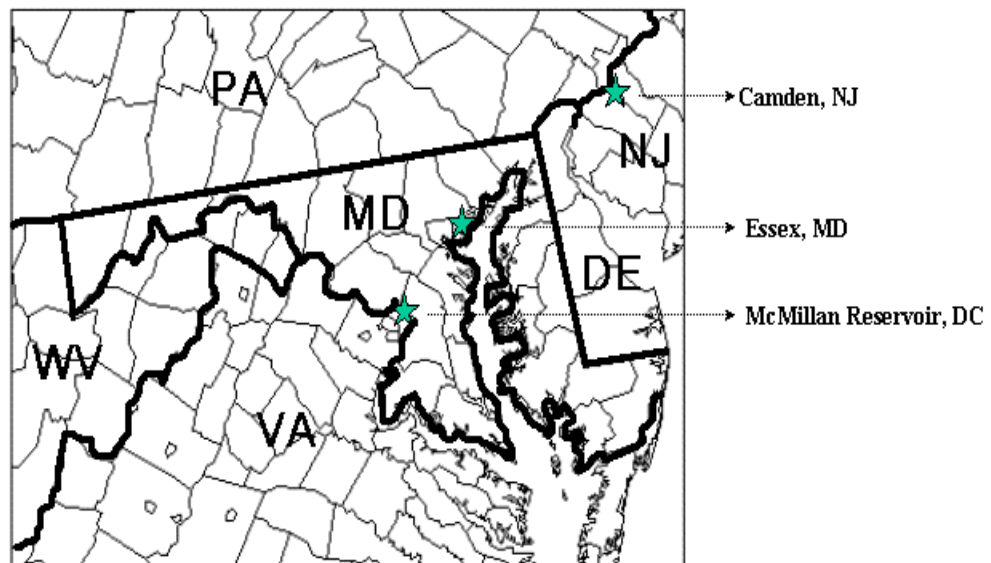 PA
Camden, NJ
NJ
MD
Essex, MD
DE
McMillan Reservoir, DC
WV
VA